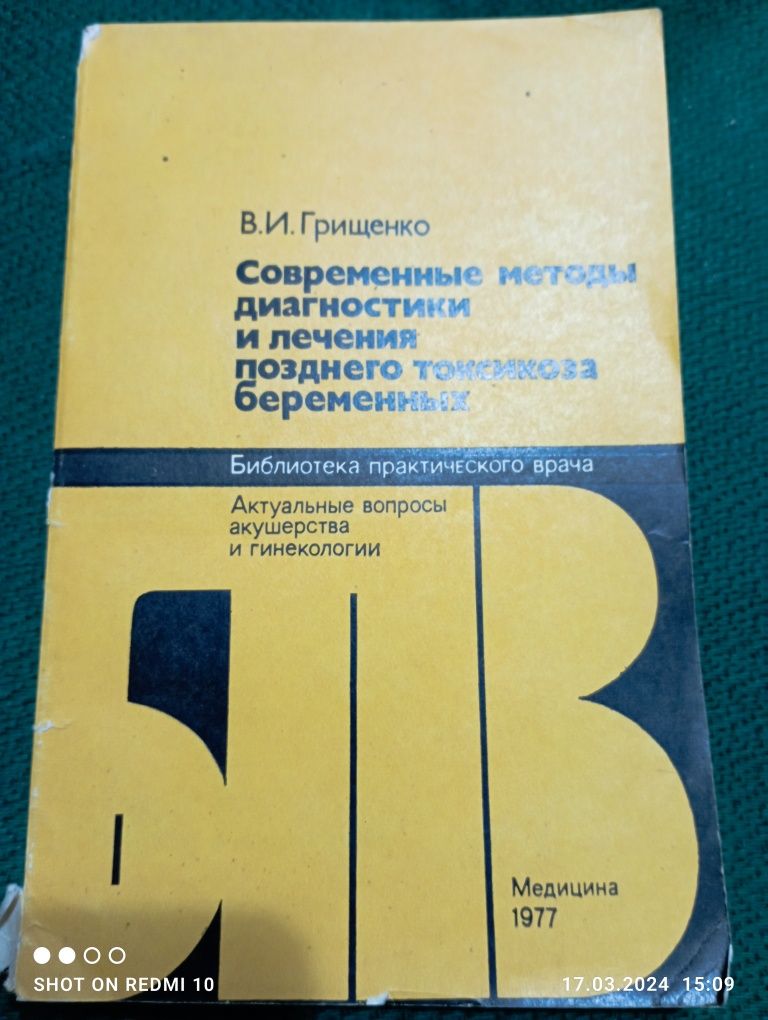 В.И. Грищенко
Современные методы
диагностики
и лечения
позднего токсикоза
беременных
Библиотека практического врача
Актуальные вопросы
акушерства
и гинекологии
БПВ
Медицина
1977
SHOT ON REDMI 10
17.03.2024 15:09